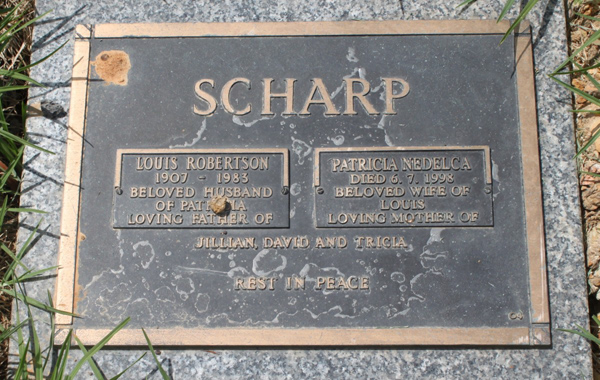 SCHARP
LOUIS ROBERTSON
1907 - 1983
BELOVED HUSBAND
OF PATRICIA
LOVING FATHER OF
PATRICIA NEDELCA
DIED 6. 7. 1998
BELOVED WIFE OF
LOUIS
LOVING MOTHER OF
JILLIAN, DAVID AND TRICIA
REST IN PEACE